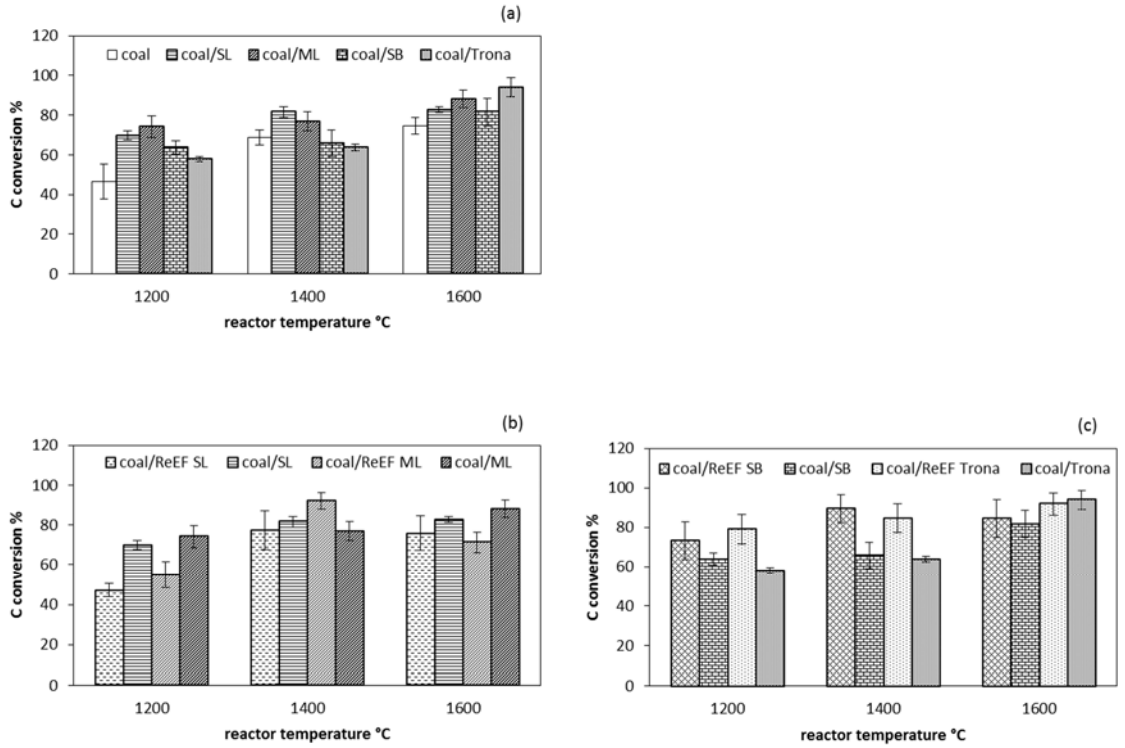 (a)
120
100
80
60
40
20
0
C conversion %
coal coal/SL coal/ML coal/SB coal/Trona
1200 1400 1600
reactor temperature °C
(b)
120
100
80
60
40
20
0
C conversion %
coal/ReEF SL coal/SL coal/ReEF ML coal/ML
1200 1400 1600
reactor temperature °C
(c)
120
100
80
60
40
20
0
C conversion %
coal/ReEF SB coal/SB coal/ReEF Trona coal/Trona
1200 1400 1600
reactor temperature °C